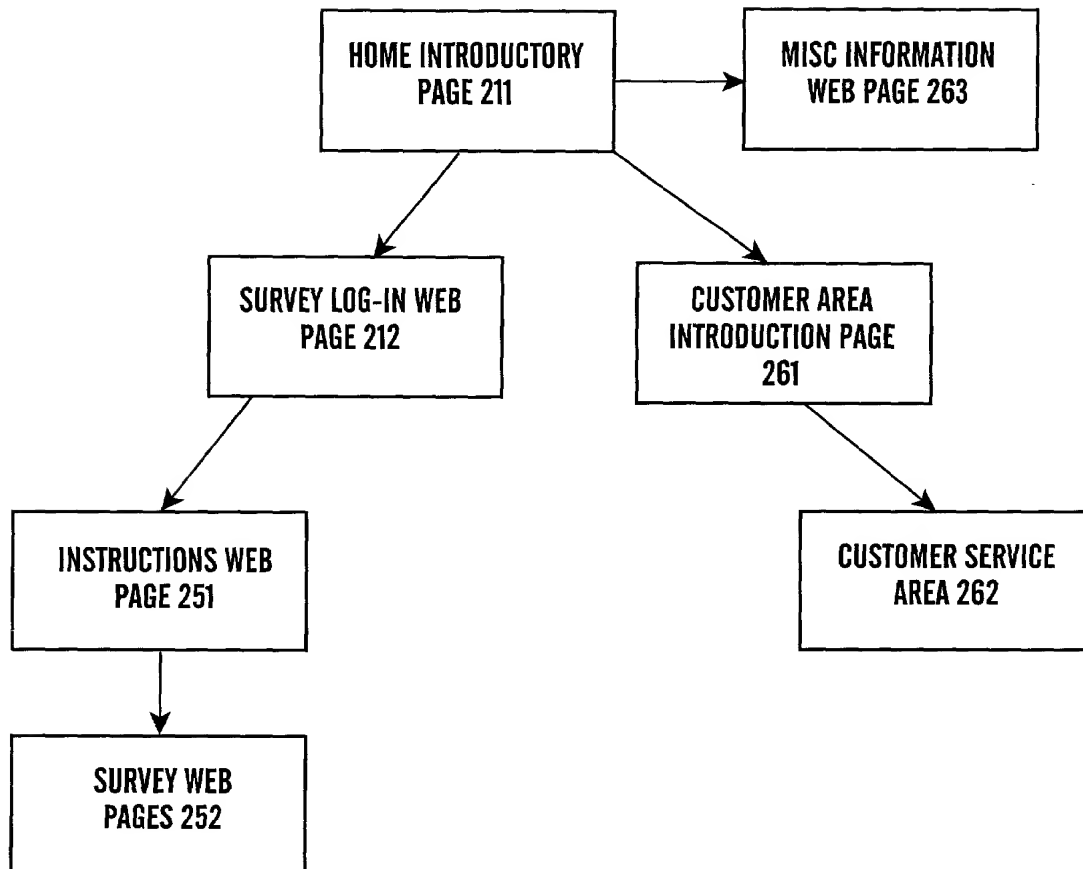 HOME INTRODUCTORY
PAGE 211
MISC INFORMATION
WEB PAGE 263
SURVEY LOG-IN WEB
PAGE 212
CUSTOMER AREA
INTRODUCTION PAGE
261
INSTRUCTIONS WEB
PAGE 251
CUSTOMER SERVICE
AREA 262
SURVEY WEB
PAGES 252